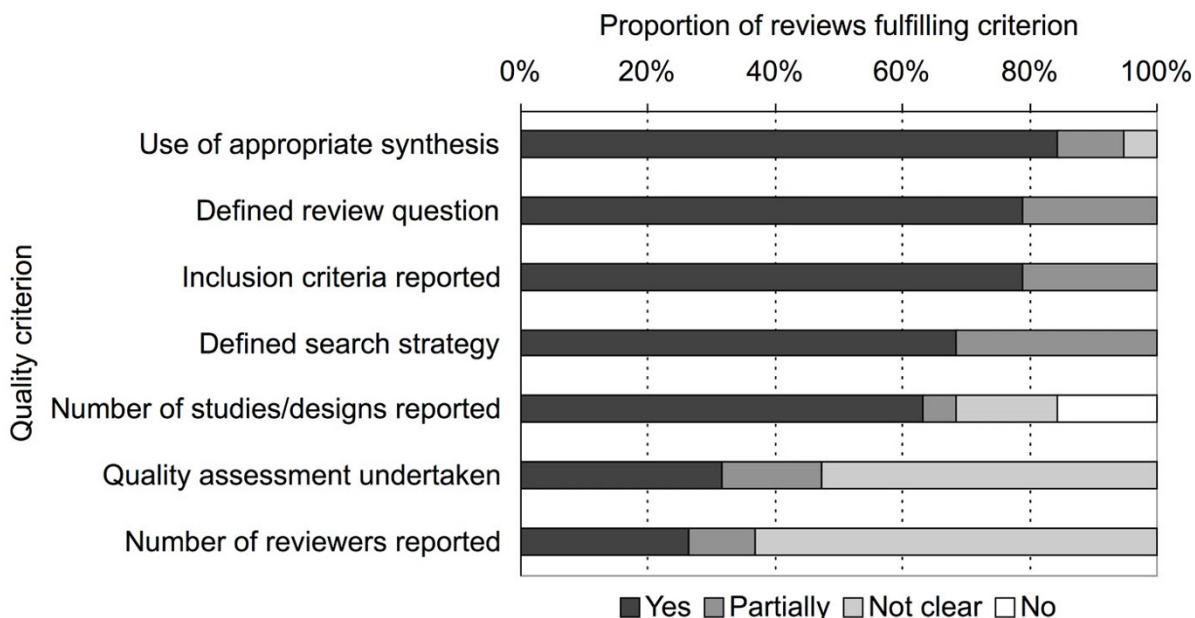 Proportion of reviews fulfilling criterion
0% 20% 40% 60% 80% 100%
Quality criterion
Use of appropriate synthesis
Defined review question
Inclusion criteria reported
Defined search strategy
Number of studies/designs reported
Quality assessment undertaken
Number of reviewers reported
Yes Partially Not clear No